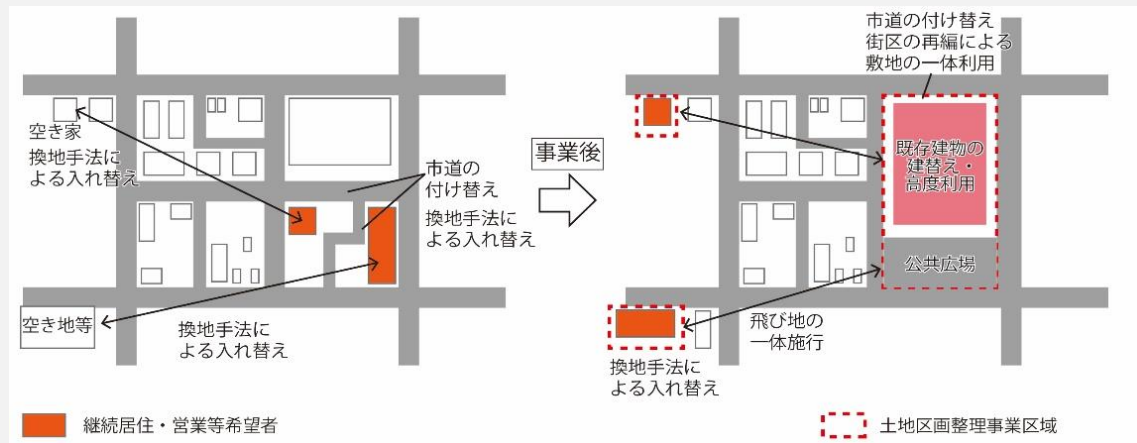 空き家
換地手法に
よる入れ替え
市道の
付け替え
換地手法に
よる入れ替え
空き地等
換地手法に
よる入れ替え
継続居住・営業等希望者
事業後
市道の付け替え
街区の再編による
敷地の一体利用
既存建物の
建替え・
高度利用
公共広場
飛び地の
一体施行
換地手法に
よる入れ替え
土地区画整理事業区域